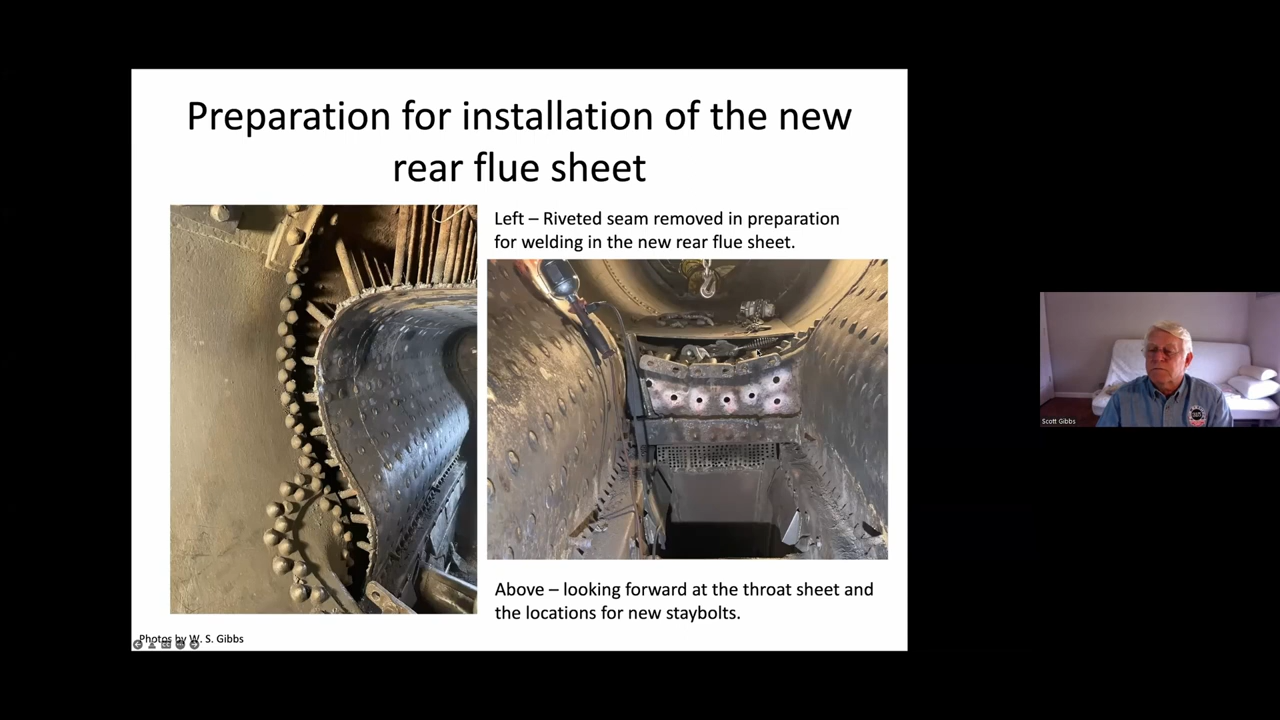 Preparation for installation of the new
rear flue sheet
Left – Riveted seam removed in preparation
for welding in the new rear flue sheet.
Above – looking forward at the throat sheet and
the locations for new staybolts.
Photos by W. S. Gibbs
Scott Gibbs